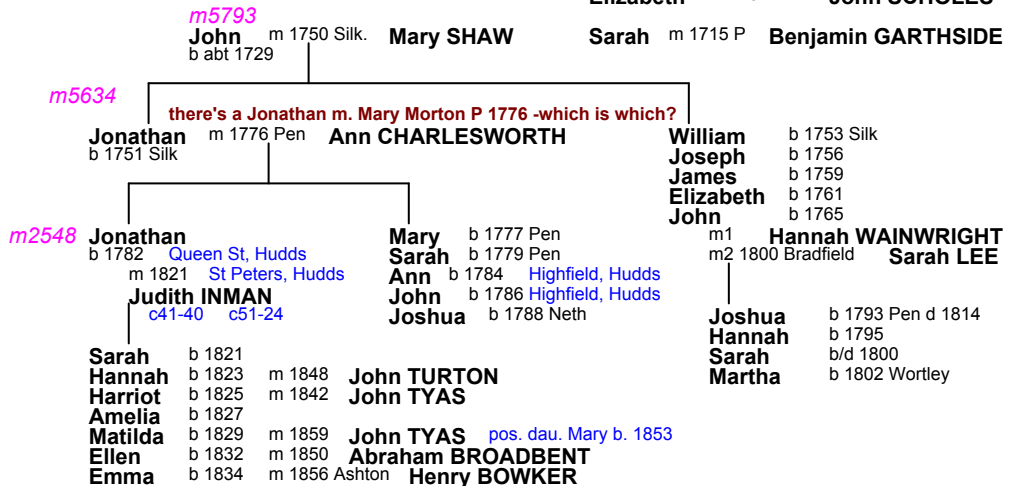 m5793
John m 1750 Silk. Mary SHAW Sarah m 1715 P Benjamin GARTHSIDE
b abt 1729
m5634
there's a Jonathan m. Mary Morton P 1776 -which is which?
Jonathan m 1776 Pen Ann CHARLESWORTH
b 1751 Silk
William b 1753 Silk
Joseph b 1756
James b 1759
Elizabeth b 1761
John b 1765
m1 Hannah WAINWRIGHT
m2 1800 Bradfield Sarah LEE
m2548 Jonathan
b 1782 Queen St, Hudds
m 1821 St Peters, Hudds
Judith INMAN
c41-40 c51-24
Mary b 1777 Pen
Sarah b 1779 Pen
Ann b 1784 Highfield, Hudds
John b 1786 Highfield, Hudds
Joshua b 1788 Neth
Joshua b 1793 Pen d 1814
Hannah b 1795
Sarah b/d 1800
Martha b 1802 Wortley
Sarah b 1821
Hannah b 1823 m 1848 John TURTON
Harriot b 1825 m 1842 John TYAS
Amelia b 1827
Matilda b 1829 m 1859 John TYAS pos. dau. Mary b. 1853
Ellen b 1832 m 1850 Abraham BROADBENT
Emma b 1834 m 1856 Ashton Henry BOWKER